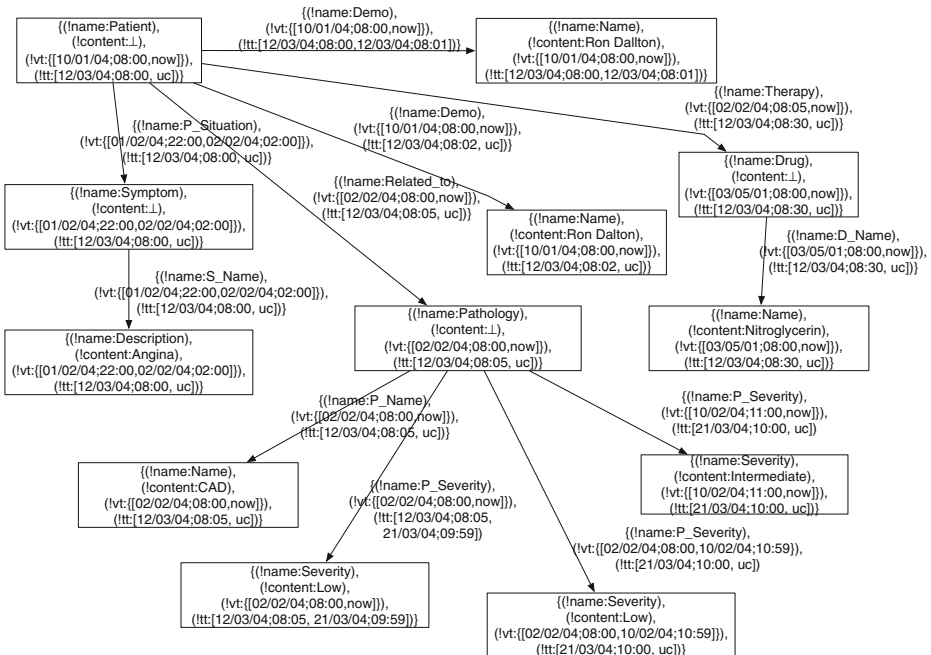 {(!name:Patient),
(!content:⊥),
(!vt:{[10/01/04;08:00,now]}),
(!tt:[12/03/04;08:00, uc])}
{(!name:Demo),
(!vt:{[10/01/04;08:00,now]}),
(!tt:[12/03/04;08:00,12/03/04;08:01])}
{(!name:Name),
(!content:Ron Dallton),
(!vt:{[10/01/04;08:00,now]}),
(!tt:[12/03/04;08:00,12/03/04;08:01])}
{(!name:P_Situation),
(!vt:{[01/02/04;22:00,02/02/04;02:00]}),
(!tt:[12/03/04;08:00, uc])}
{(!name:Demo),
(!vt:{[10/01/04;08:00,now]}),
(!tt:[12/03/04;08:02, uc])}
{(!name:Therapy),
(!vt:{[02/02/04;08:05,now]}),
(!tt:[12/03/04;08:30, uc])}
{(!name:Symptom),
(!content:⊥),
(!vt:{[01/02/04;22:00,02/02/04;02:00]}),
(!tt:[12/03/04;08:00, uc])}
{(!name:Related_to),
(!vt:{[02/02/04;08:00,now]}),
(!tt:[12/03/04;08:05, uc])}
{(!name:Name),
(!content:Ron Dalton),
(!vt:{[10/01/04;08:00,now]}),
(!tt:[12/03/04;08:02, uc])}
{(!name:Drug),
(!content:⊥),
(!vt:{[03/05/01;08:00,now]}),
(!tt:[12/03/04;08:30, uc])}
{(!name:S_Name),
(!vt:{[01/02/04;22:00,02/02/04;02:00]}),
(!tt:[12/03/04;08:00, uc])}
{(!name:D_Name),
(!vt:{[03/05/01;08:00,now]}),
(!tt:[12/03/04;08:30, uc])}
{(!name:Description),
(!content:Angina),
(!vt:{[01/02/04;22:00,02/02/04;02:00]}),
(!tt:[12/03/04;08:00, uc])}
{(!name:Pathology),
(!content:⊥),
(!vt:{[02/02/04;08:00,now]}),
(!tt:[12/03/04;08:05, uc])}
{(!name:Name),
(!content:Nitroglycerin),
(!vt:{[03/05/01;08:00,now]}),
(!tt:[12/03/04;08:30, uc])}
{(!name:P_Name),
(!vt:{[02/02/04;08:00,now]}),
(!tt:[12/03/04;08:05, uc])}
{(!name:P_Severity),
(!vt:{[10/02/04;11:00,now]}),
(!tt:[21/03/04;10:00, uc])
{(!name:Name),
(!content:CAD),
(!vt:{[02/02/04;08:00,now]}),
(!tt:[12/03/04;08:05, uc])}
{(!name:P_Severity),
(!vt:{[02/02/04;08:00,now]}),
(!tt:[12/03/04;08:05,
21/03/04;09:59])
{(!name:Severity),
(!content:Intermediate),
(!vt:{[10/02/04;11:00,now]}),
(!tt:[21/03/04;10:00, uc])}
{(!name:P_Severity),
(!vt:{[02/02/04;08:00,10/02/04;10:59}),
(!tt:[21/03/04;10:00, uc])
{(!name:Severity),
(!content:Low),
(!vt:{[02/02/04;08:00,now]}),
(!tt:[12/03/04;08:05, 21/03/04;09:59])}
{(!name:Severity),
(!content:Low),
(!vt:{[02/02/04;08:00,10/02/04;10:59]}),
(!tt:[21/03/04;10:00, uc])}